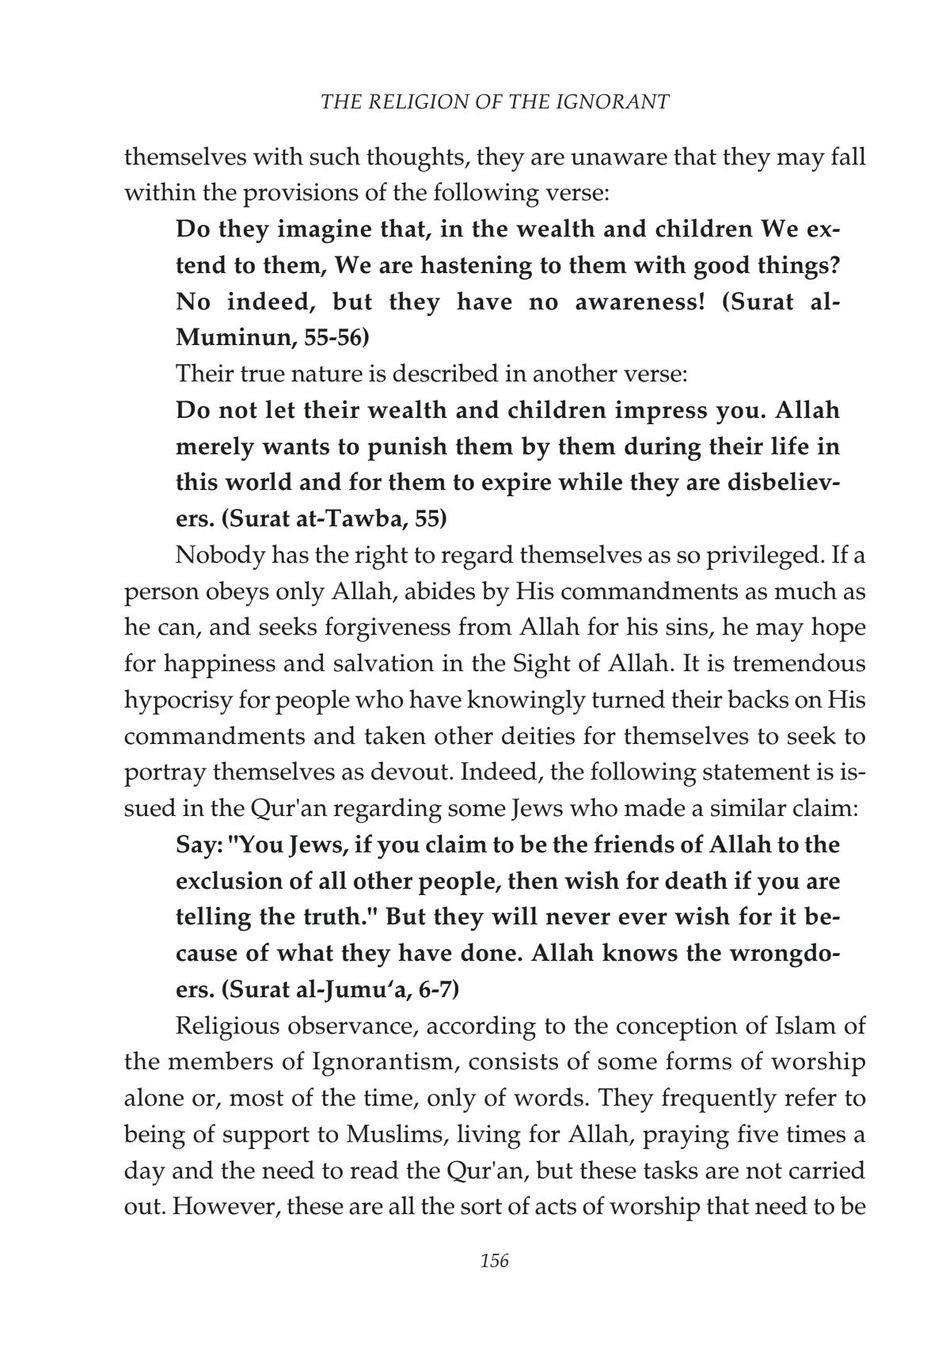 THE RELIGION OF THE IGNORANT
themselves with such thoughts, they are unaware that they may fall
within the provisions of the following verse:
Do they imagine that, in the wealth and children We ex-
tend to them, We are hastening to them with good things?
No indeed, but they have no awareness! (Surat al-
Muminun, 55-56)
Their true nature is described in another verse:
Do not let their wealth and children impress you. Allah
merely wants to punish them by them during their life in
this world and for them to expire while they are disbeliev-
ers. (Surat at-Tawba, 55)
Nobody has the right to regard themselves as so privileged. If a
person obeys only Allah, abides by His commandments as much as
he can, and seeks forgiveness from Allah for his sins, he may hope
for happiness and salvation in the Sight of Allah. It is tremendous
hypocrisy for people who have knowingly turned their backs on His
commandments and taken other deities for themselves to seek to
portray themselves as devout. Indeed, the following statement is is-
sued in the Qur'an regarding some Jews who made a similar claim:
Say: "You Jews, if you claim to be the friends of Allah to the
exclusion of all other people, then wish for death if you are
telling the truth." But they will never ever wish for it be-
cause of what they have done. Allah knows the wrongdo-
ers. (Surat al-Jumu‘a, 6-7)
Religious observance, according to the conception of Islam of
the members of Ignorantism, consists of some forms of worship
alone or, most of the time, only of words. They frequently refer to
being of support to Muslims, living for Allah, praying five times a
day and the need to read the Qur'an, but these tasks are not carried
out. However, these are all the sort of acts of worship that need to be
156